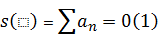 s(⬚) = ∑aₙ = 0(1)